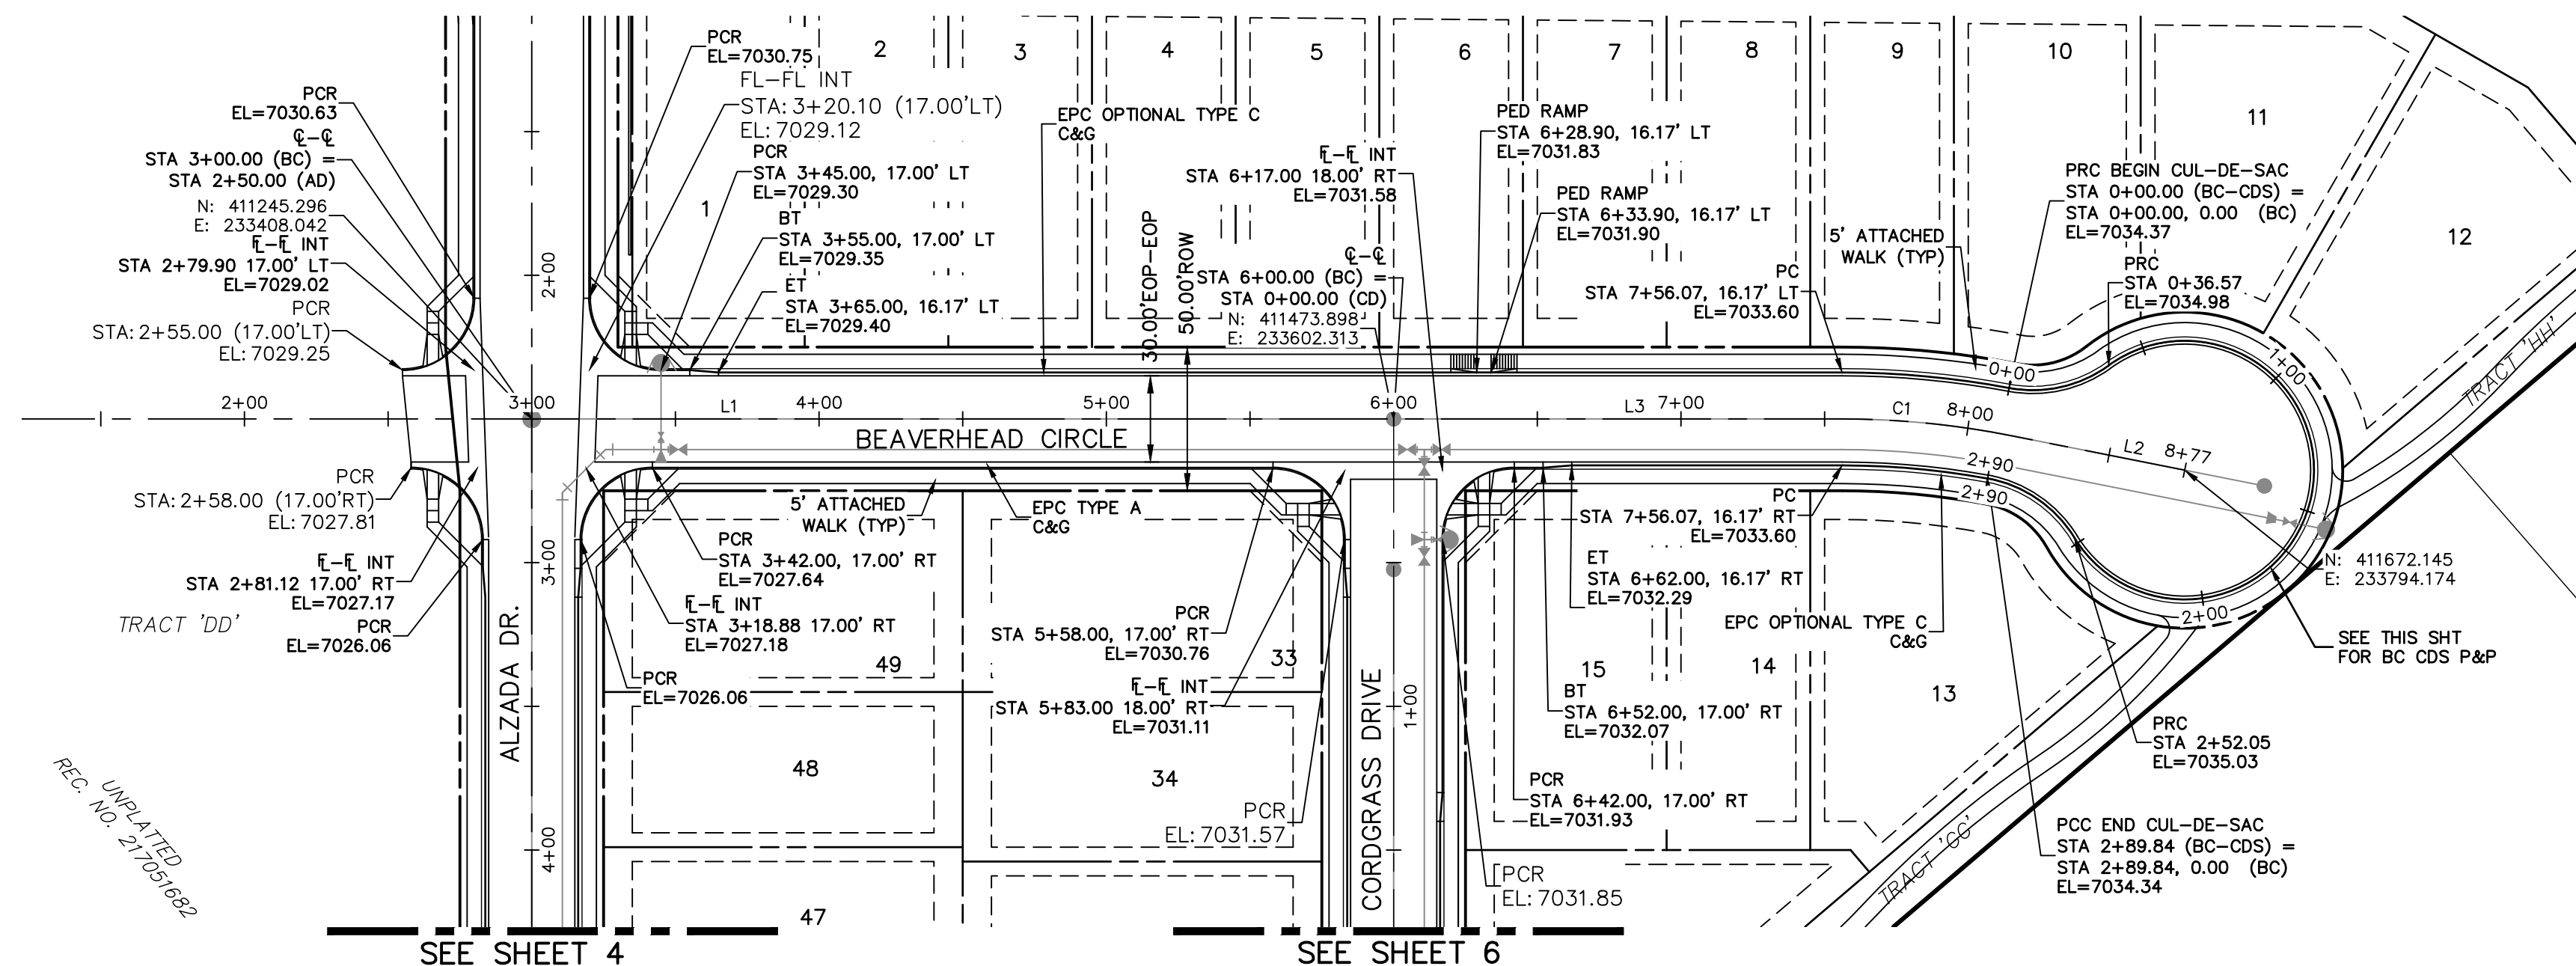 PCR
EL=7030.63
℄-℄
STA 3+00.00 (BC) =
STA 2+50.00 (AD)
N: 411245.296
E: 233408.042
FL-FL INT
STA 2+79.90 17.00' LT
EL=7029.02
PCR
STA: 2+55.00 (17.00'LT)
EL: 7029.25
PCR
STA: 2+58.00 (17.00'RT)
EL: 7027.81
FL-FL INT
STA 2+81.12 17.00' RT
EL=7027.17
PCR
EL=7026.06
TRACT 'DD'
UNPLATTED
REC. NO. 217051682
PCR
EL=7030.75
FL-FL INT
STA: 3+20.10 (17.00'LT)
EL: 7029.12
PCR
STA 3+45.00, 17.00' LT
EL=7029.30
BT
STA 3+55.00, 17.00' LT
EL=7029.35
ET
STA 3+65.00, 16.17' LT
EL=7029.40
1
2
3
4
5
6
7
8
9
10
11
12
EPC OPTIONAL TYPE C
C&G
30.00'EOP-EOP
50.00'ROW
FL-FL INT
STA 6+17.00 18.00' RT
EL=7031.58
℄-℄
STA 6+00.00 (BC) =
STA 0+00.00 (CD)
N: 411473.898
E: 233602.313
PED RAMP
STA 6+28.90, 16.17' LT
EL=7031.83
PED RAMP
STA 6+33.90, 16.17' LT
EL=7031.90
PC
STA 7+56.07, 16.17' LT
EL=7033.60
5' ATTACHED
WALK (TYP)
PRC BEGIN CUL-DE-SAC
STA 0+00.00 (BC-CDS) =
STA 0+00.00, 0.00 (BC)
EL=7034.37
PRC
STA 0+36.57
EL=7034.98
TRACT 'HH'
0+00
1+00
2+00
3+00
L1
4+00
5+00
6+00
L3
7+00
C1
8+00
L2
8+77
2+90
2+90
2+00
BEAVERHEAD CIRCLE
2+00
3+00
4+00
ALZADA DR.
5' ATTACHED
WALK (TYP)
EPC TYPE A
C&G
PCR
STA 3+42.00, 17.00' RT
EL=7027.64
FL-FL INT
STA 3+18.88 17.00' RT
EL=7027.18
PCR
EL=7026.06
49
48
47
33
34
PCR
STA 5+58.00, 17.00' RT
EL=7030.76
FL-FL INT
STA 5+83.00 18.00' RT
EL=7031.11
PCR
EL: 7031.57
CORDGRASS DRIVE
1+00
PC
STA 7+56.07, 16.17' RT
EL=7033.60
ET
STA 6+62.00, 16.17' RT
EL=7032.29
EPC OPTIONAL TYPE C
C&G
15
14
13
BT
STA 6+52.00, 17.00' RT
EL=7032.07
PCR
STA 6+42.00, 17.00' RT
EL=7031.93
PCR
EL: 7031.85
N: 411672.145
E: 233794.174
SEE THIS SHT
FOR BC CDS P&P
PRC
STA 2+52.05
EL=7035.03
PCC END CUL-DE-SAC
STA 2+89.84 (BC-CDS) =
STA 2+89.84, 0.00 (BC)
EL=7034.34
TRACT 'CC'
SEE SHEET 4
SEE SHEET 6